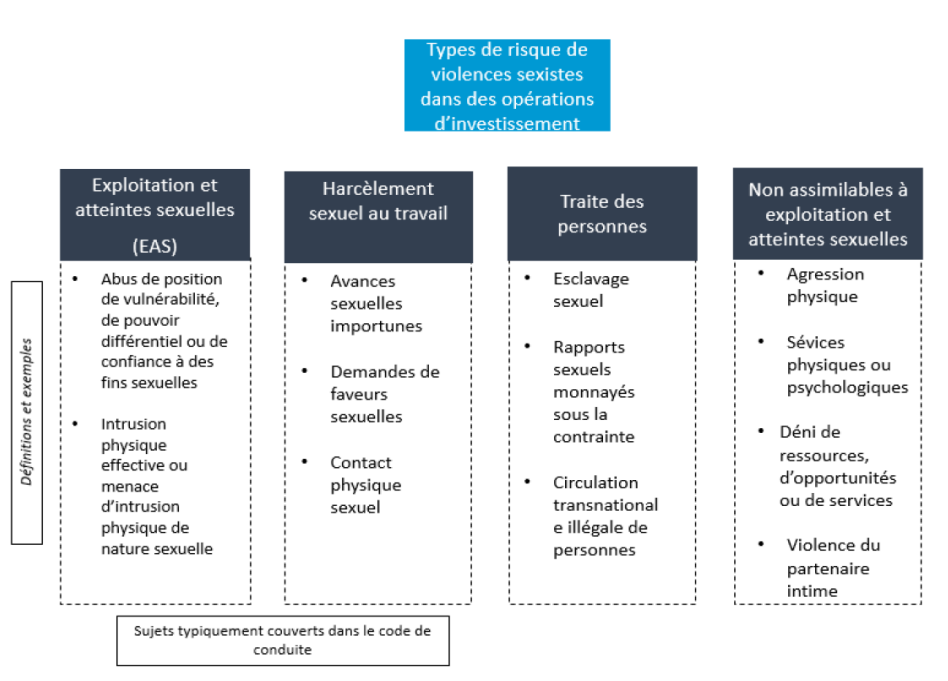 Types de risque de
violences sexistes
dans des opérations
d'investissement
Exploitation et
atteintes sexuelles
(EAS)
Harcèlement
sexuel au travail
Traite des
personnes
Non assimilables à
exploitation et
atteintes sexuelles
Définitions et exemples
• Abus de position
de vulnérabilité,
de pouvoir
différentiel ou de
confiance à des
fins sexuelles
• Intrusion
physique
effective ou
menace
d'intrusion
physique de
nature sexuelle
• Avances
sexuelles
importunes
• Demandes de
faveurs
sexuelles
• Contact
physique
sexuel
• Esclavage
sexuel
• Rapports
sexuels
monnayés
sous la
contrainte
• Circulation
transnational
e illégale de
personnes
• Agression
physique
• Sévices
physiques ou
psychologiques
• Déni de
ressources,
d'opportunités
ou de services
• Violence du
partenaire
intime
Sujets typiquement couverts dans le code de
conduite